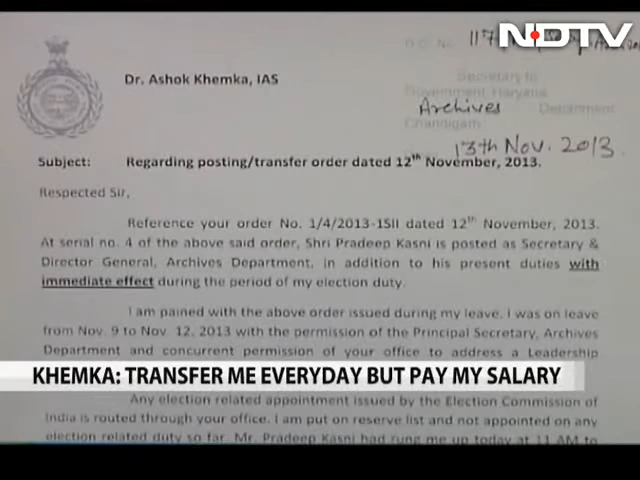 NDTV
Dr. Ashok Khemka, IAS
Secretary to
Government Haryana
Archives Department
Chandigarh
13th Nov. 2013.
Subject: Regarding posting/transfer order dated 12th November, 2013.
Respected Sir,
Reference your order No. 1/4/2013-1SII dated 12th November, 2013.
At serial no. 4 of the above said order, Shri Pradeep Kasni is posted as Secretary &
Director General, Archives Department, in addition to his present duties with
immediate effect during the period of my election duty.
I am pained with the above order issued during my leave. I was on leave
from Nov. 9 to Nov. 12, 2013 with the permission of the Principal Secretary, Archives
Department and concurrent permission of your office to address a Leadership
KHEMKA: TRANSFER ME EVERYDAY BUT PAY MY SALARY
Any election related appointment issued by the Election Commission of
India is routed through your office. I am put on reserve list and not appointed on any
election related duty so far. Mr. Pradeep Kasni had rung me up today at 11 AM to